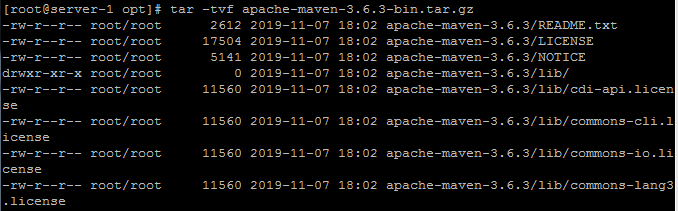 [root@server-1 opt]# tar -tvf apache-maven-3.6.3-bin.tar.gz
-rw-r--r-- root/root      2612 2019-11-07 18:02 apache-maven-3.6.3/README.txt
-rw-r--r-- root/root     17504 2019-11-07 18:02 apache-maven-3.6.3/LICENSE
-rw-r--r-- root/root      5141 2019-11-07 18:02 apache-maven-3.6.3/NOTICE
drwxr-xr-x root/root         0 2019-11-07 18:02 apache-maven-3.6.3/lib/
-rw-r--r-- root/root     11560 2019-11-07 18:02 apache-maven-3.6.3/lib/cdi-api.licen
se
-rw-r--r-- root/root     11560 2019-11-07 18:02 apache-maven-3.6.3/lib/commons-cli.l
icense
-rw-r--r-- root/root     11560 2019-11-07 18:02 apache-maven-3.6.3/lib/commons-io.li
cense
-rw-r--r-- root/root     11560 2019-11-07 18:02 apache-maven-3.6.3/lib/commons-lang3
.license